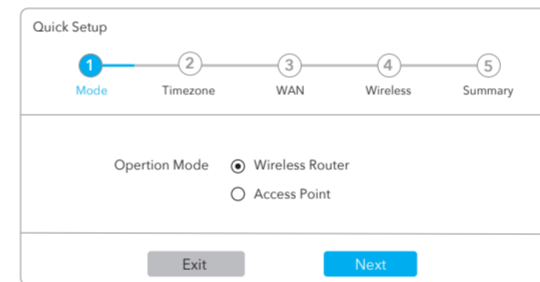 Quick Setup
1 2 3 4 5
Mode Timezone WAN Wireless Summary
Opertion Mode Wireless Router
Access Point
Exit Next